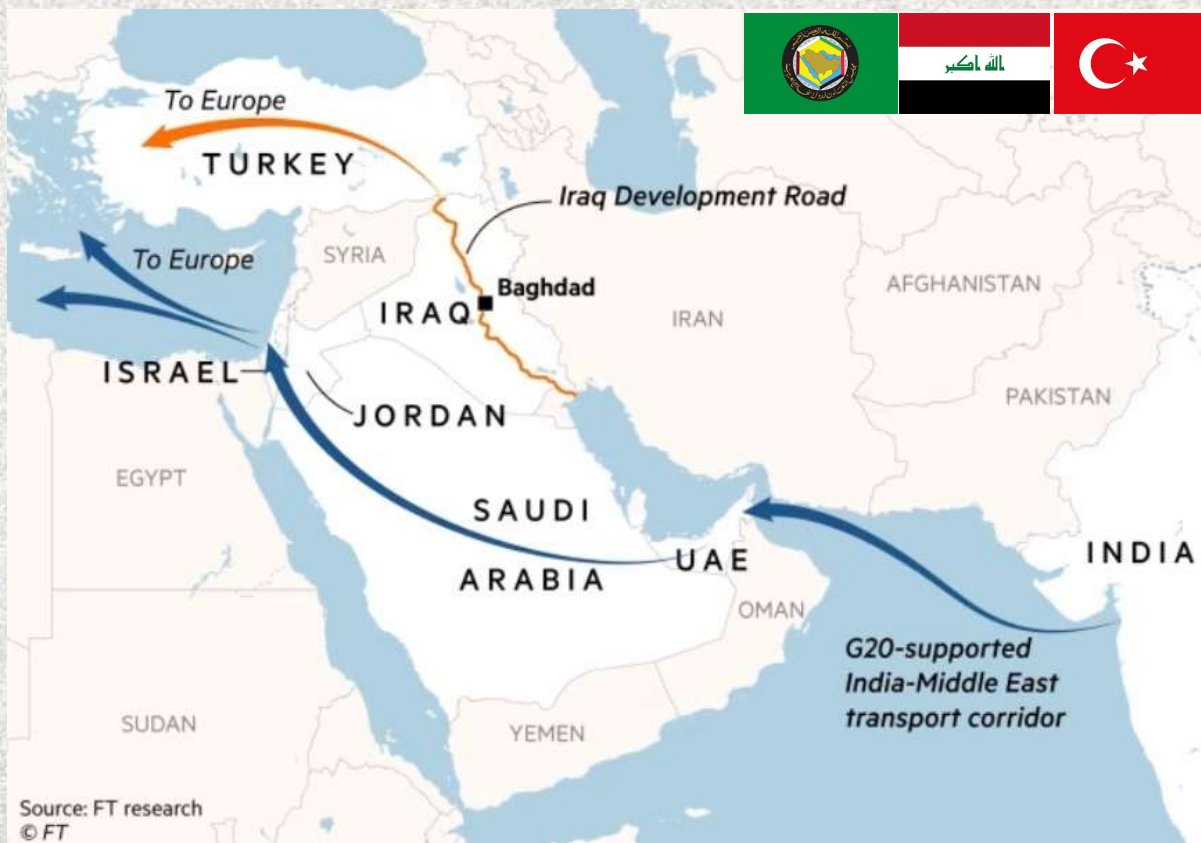 الله اكبر
To Europe
TURKEY
Iraq Development Road
To Europe
SYRIA
AFGHANISTAN
Baghdad
IRAQ
IRAN
ISRAEL
PAKISTAN
JORDAN
EGYPT
SAUDI
ARABIA
UAE
INDIA
OMAN
G20-supported
India-Middle East
transport corridor
SUDAN
YEMEN
Source: FT research
© FT